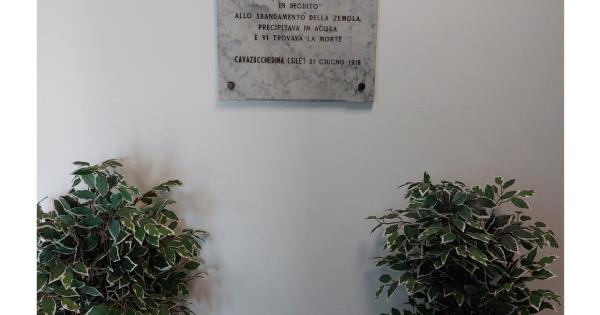 IN SEGUITO
ALLO SBANDAMENTO DELLA ZEMOLA,
PRECIPITAVA IN ACQUA
E VI TROVAVA LA MORTE
CAVAZUCCHERINA (SILE) 21 GIUGNO 1918